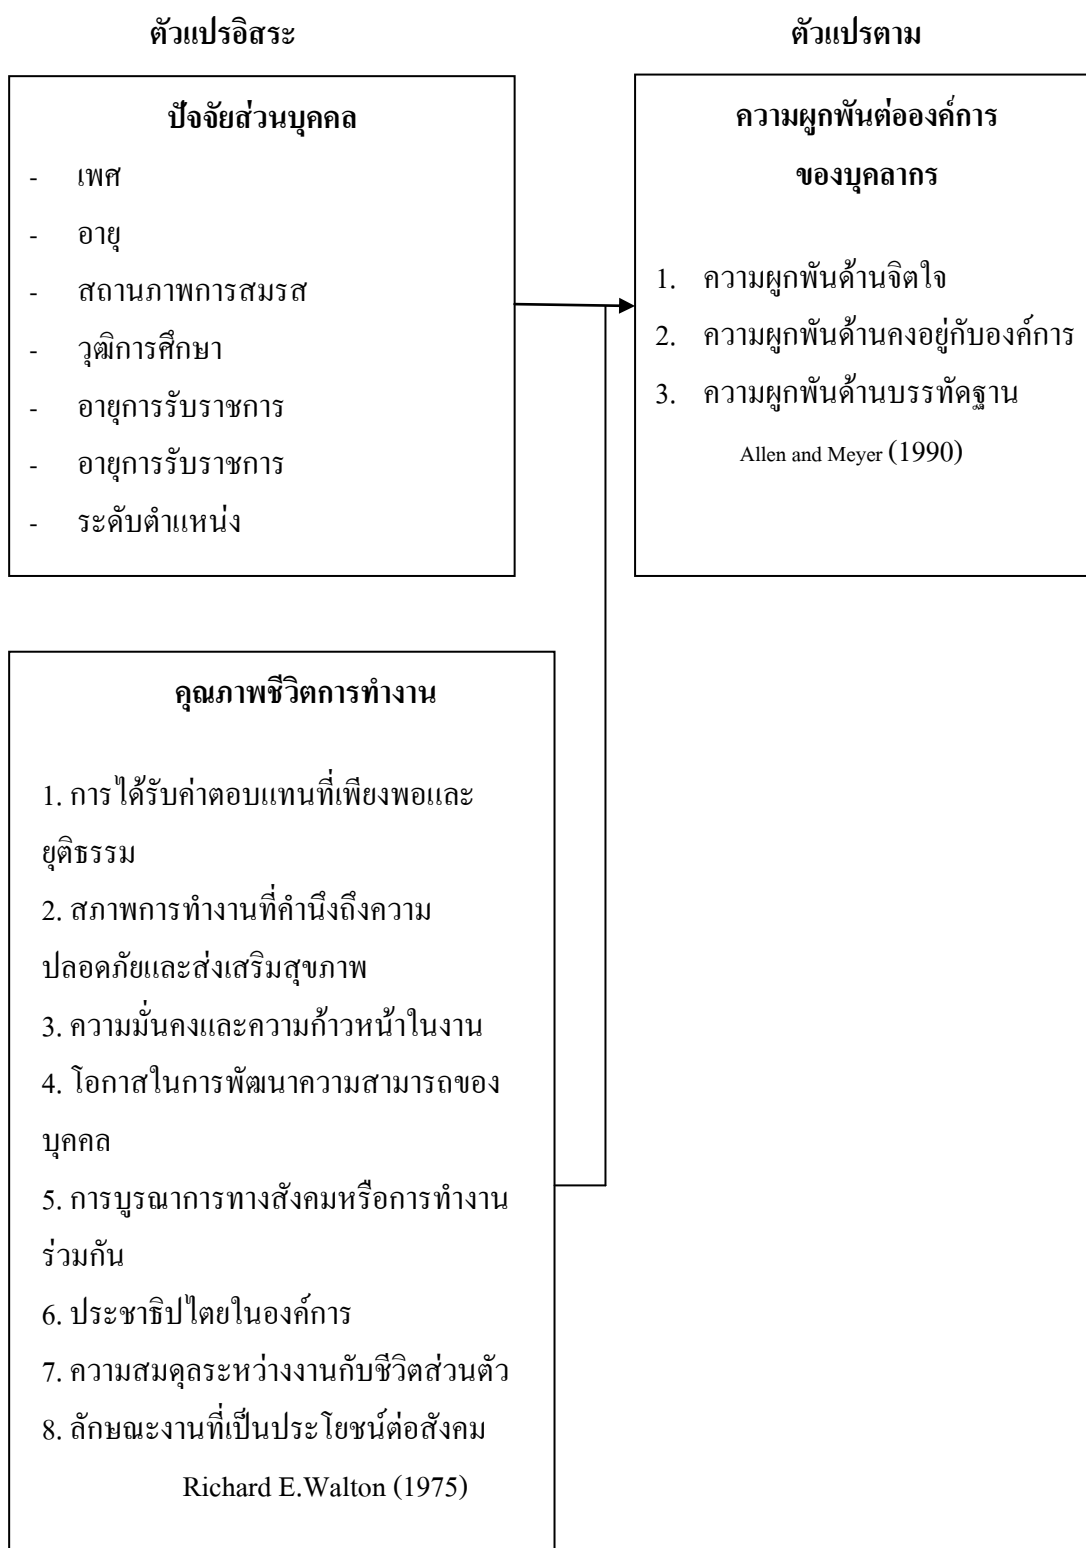 ตัวแปรอิสระ
ตัวแปรตาม
ปัจจัยส่วนบุคคล
- เพศ
- อายุ
- สถานภาพการสมรส
- วุฒิการศึกษา
- อายุการรับราชการ
- อายุการรับราชการ
- ระดับตำแหน่ง
ความผูกพันต่อองค์การ
ของบุคลากร
1. ความผูกพันด้านจิตใจ
2. ความผูกพันด้านคงอยู่กับองค์การ
3. ความผูกพันด้านบรรทัดฐาน
Allen and Meyer (1990)
คุณภาพชีวิตการทำงาน
1. การได้รับค่าตอบแทนที่เพียงพอและ
ยุติธรรม
2. สภาพการทำงานที่คำนึงถึงความ
ปลอดภัยและส่งเสริมสุขภาพ
3. ความมั่นคงและความก้าวหน้าในงาน
4. โอกาสในการพัฒนาความสามารถของ
บุคคล
5. การบูรณาการทางสังคมหรือการทำงาน
ร่วมกัน
6. ประชาธิปไตยในองค์การ
7. ความสมดุลระหว่างงานกับชีวิตส่วนตัว
8. ลักษณะงานที่เป็นประโยชน์ต่อสังคม
Richard E.Walton (1975)